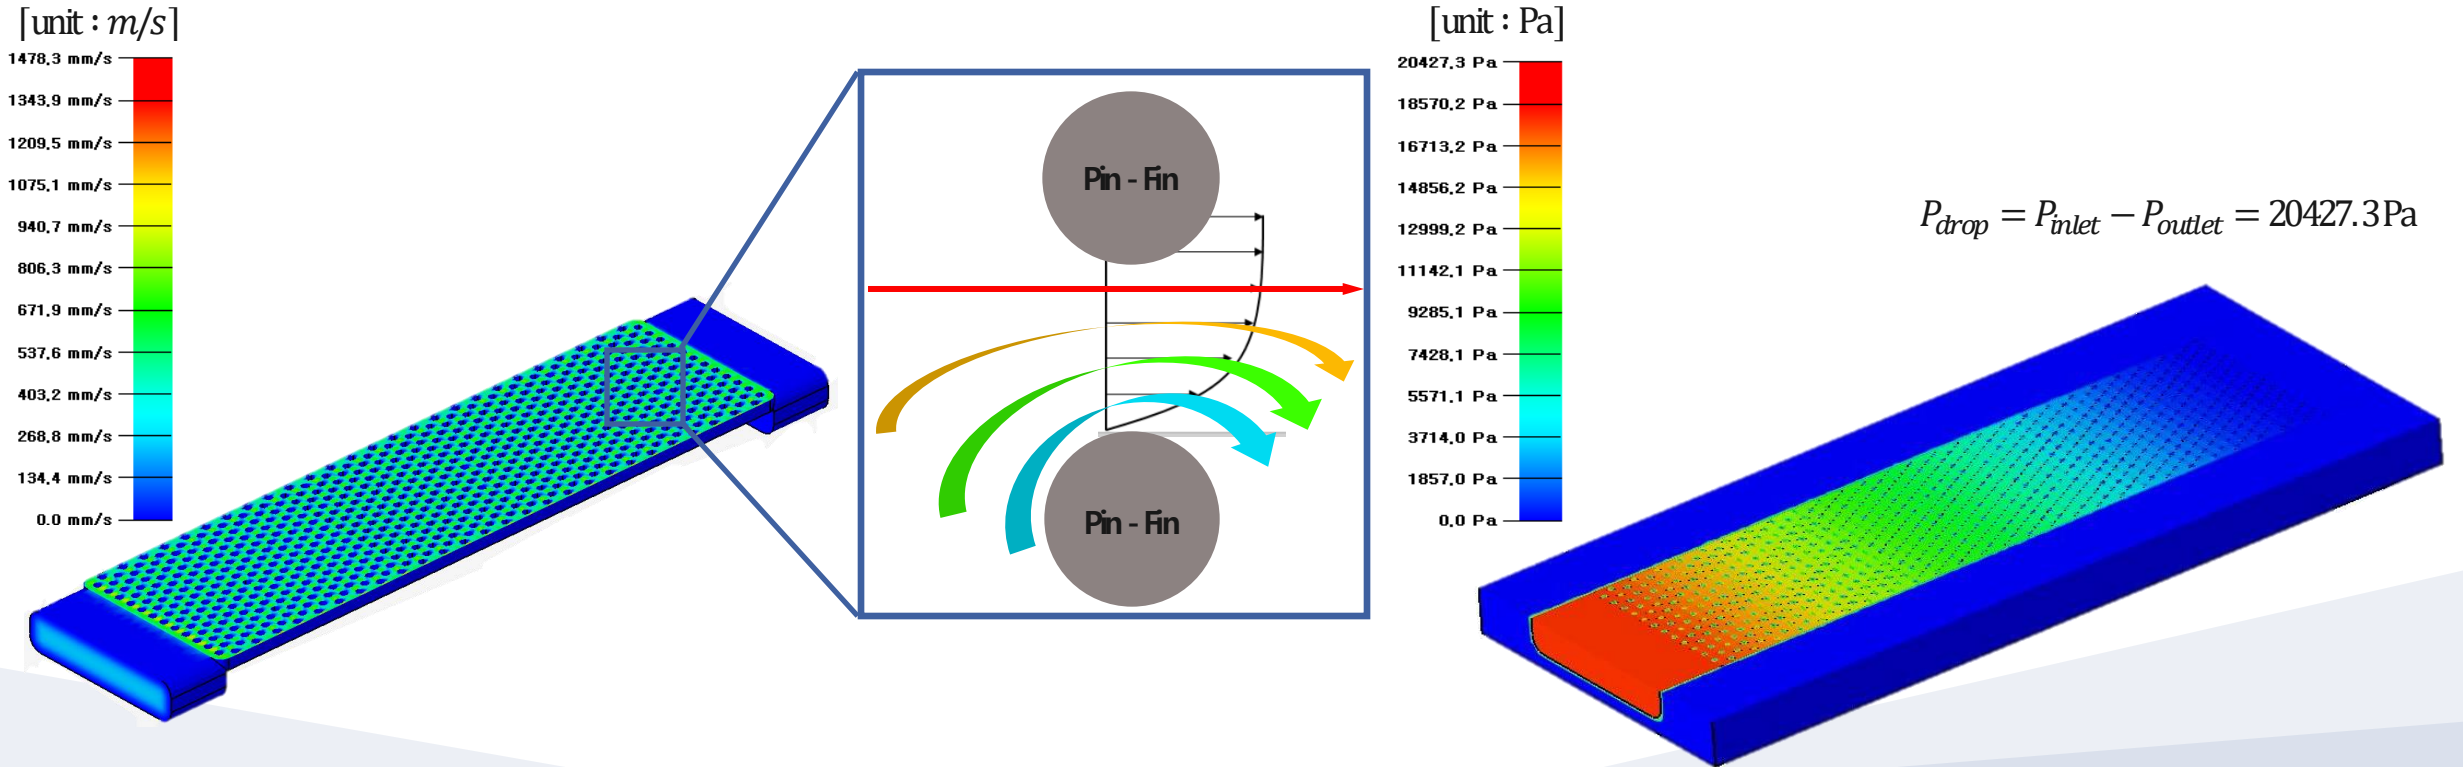 [unit : m/s]
1478.3 mm/s
1343.9 mm/s
1209.5 mm/s
1075.1 mm/s
940.7 mm/s
806.3 mm/s
671.9 mm/s
537.6 mm/s
403.2 mm/s
268.8 mm/s
134.4 mm/s
0.0 mm/s
Pin - Fin
Pin - Fin
[unit : Pa]
20427.3 Pa
18570.2 Pa
16713.2 Pa
14856.2 Pa
12999.2 Pa
11142.1 Pa
9285.1 Pa
7428.1 Pa
5571.1 Pa
3714.0 Pa
1857.0 Pa
0.0 Pa
P_drop = P_inlet − P_outlet = 20427.3 Pa